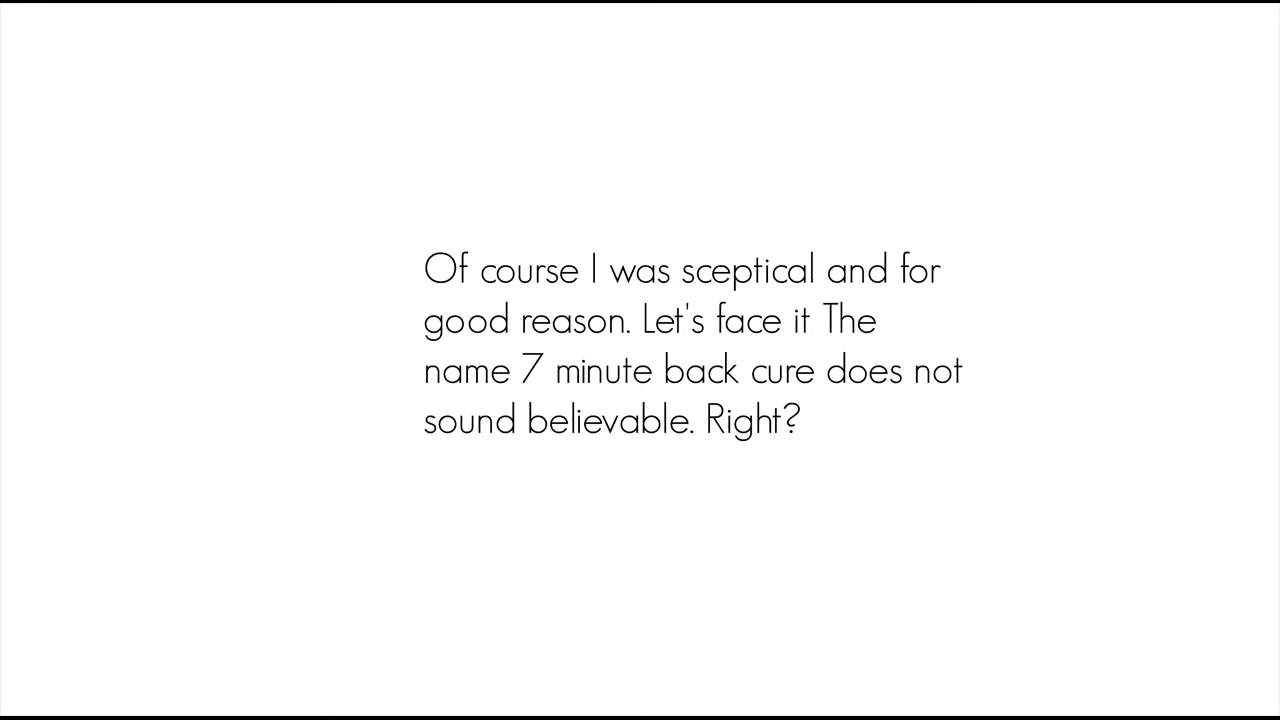 Of course I was sceptical and for
good reason. Let's face it The
name 7 minute back cure does not
sound believable. Right?